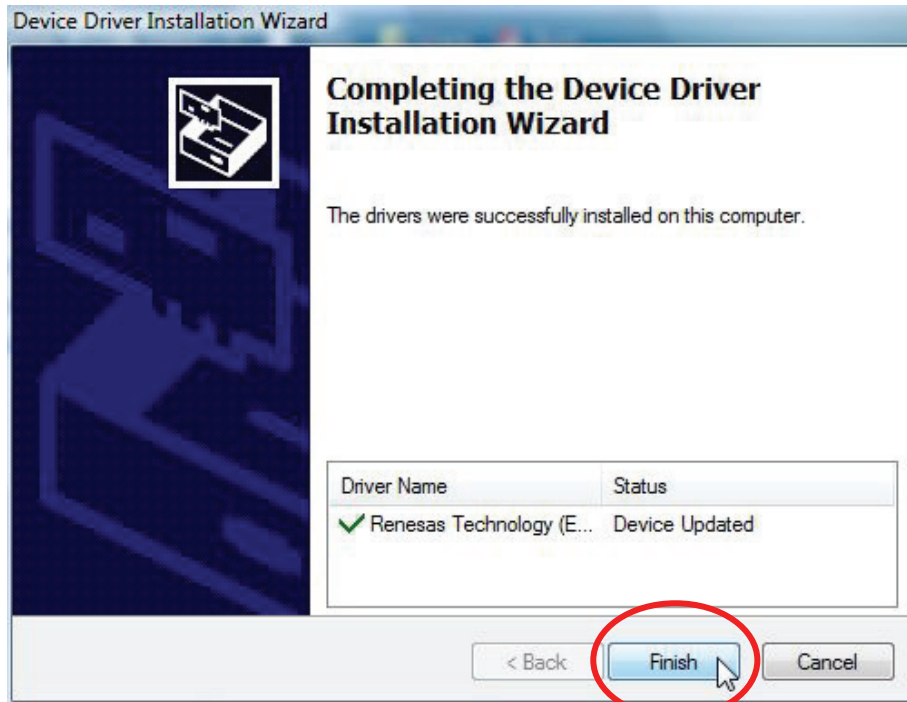 Device Driver Installation Wizard
Completing the Device Driver
Installation Wizard
The drivers were successfully installed on this computer.
Driver Name Status
Renesas Technology (E... Device Updated
< Back Finish Cancel